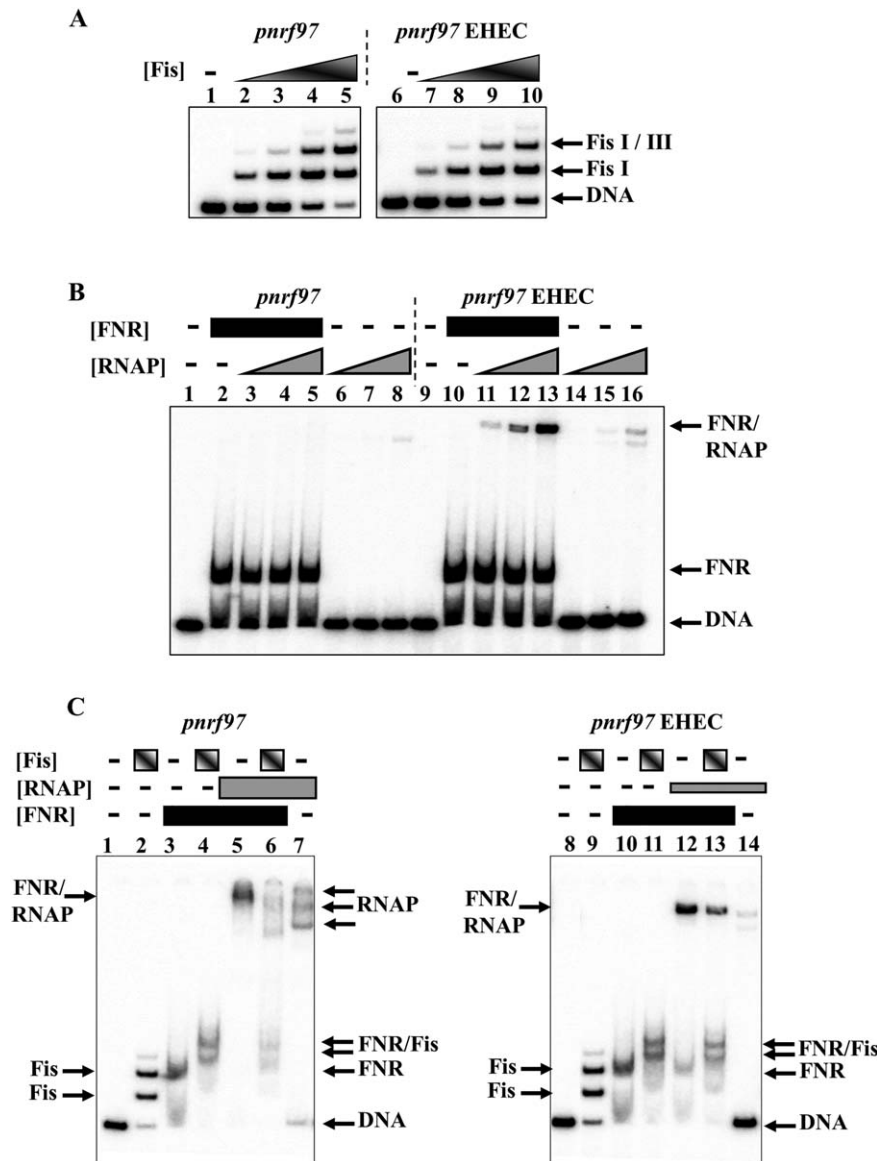 A
pnrf97 pnrf97 EHEC
[Fis] - -
1 2 3 4 5 6 7 8 9 10
Fis I / III
Fis I
DNA
B
pnrf97 pnrf97 EHEC
[FNR] - - - - - - - -
[RNAP] - - - -
1 2 3 4 5 6 7 8 9 10 11 12 13 14 15 16
FNR/
RNAP
FNR
DNA
C
pnrf97 pnrf97 EHEC
[Fis] - - - - - - - -
[RNAP] - - - - - - - -
[FNR] - - - - - -
1 2 3 4 5 6 7 8 9 10 11 12 13 14
FNR/
RNAP
RNAP
FNR/Fis
Fis
FNR
Fis
DNA
FNR/
RNAP
FNR/Fis
Fis
FNR
Fis
DNA